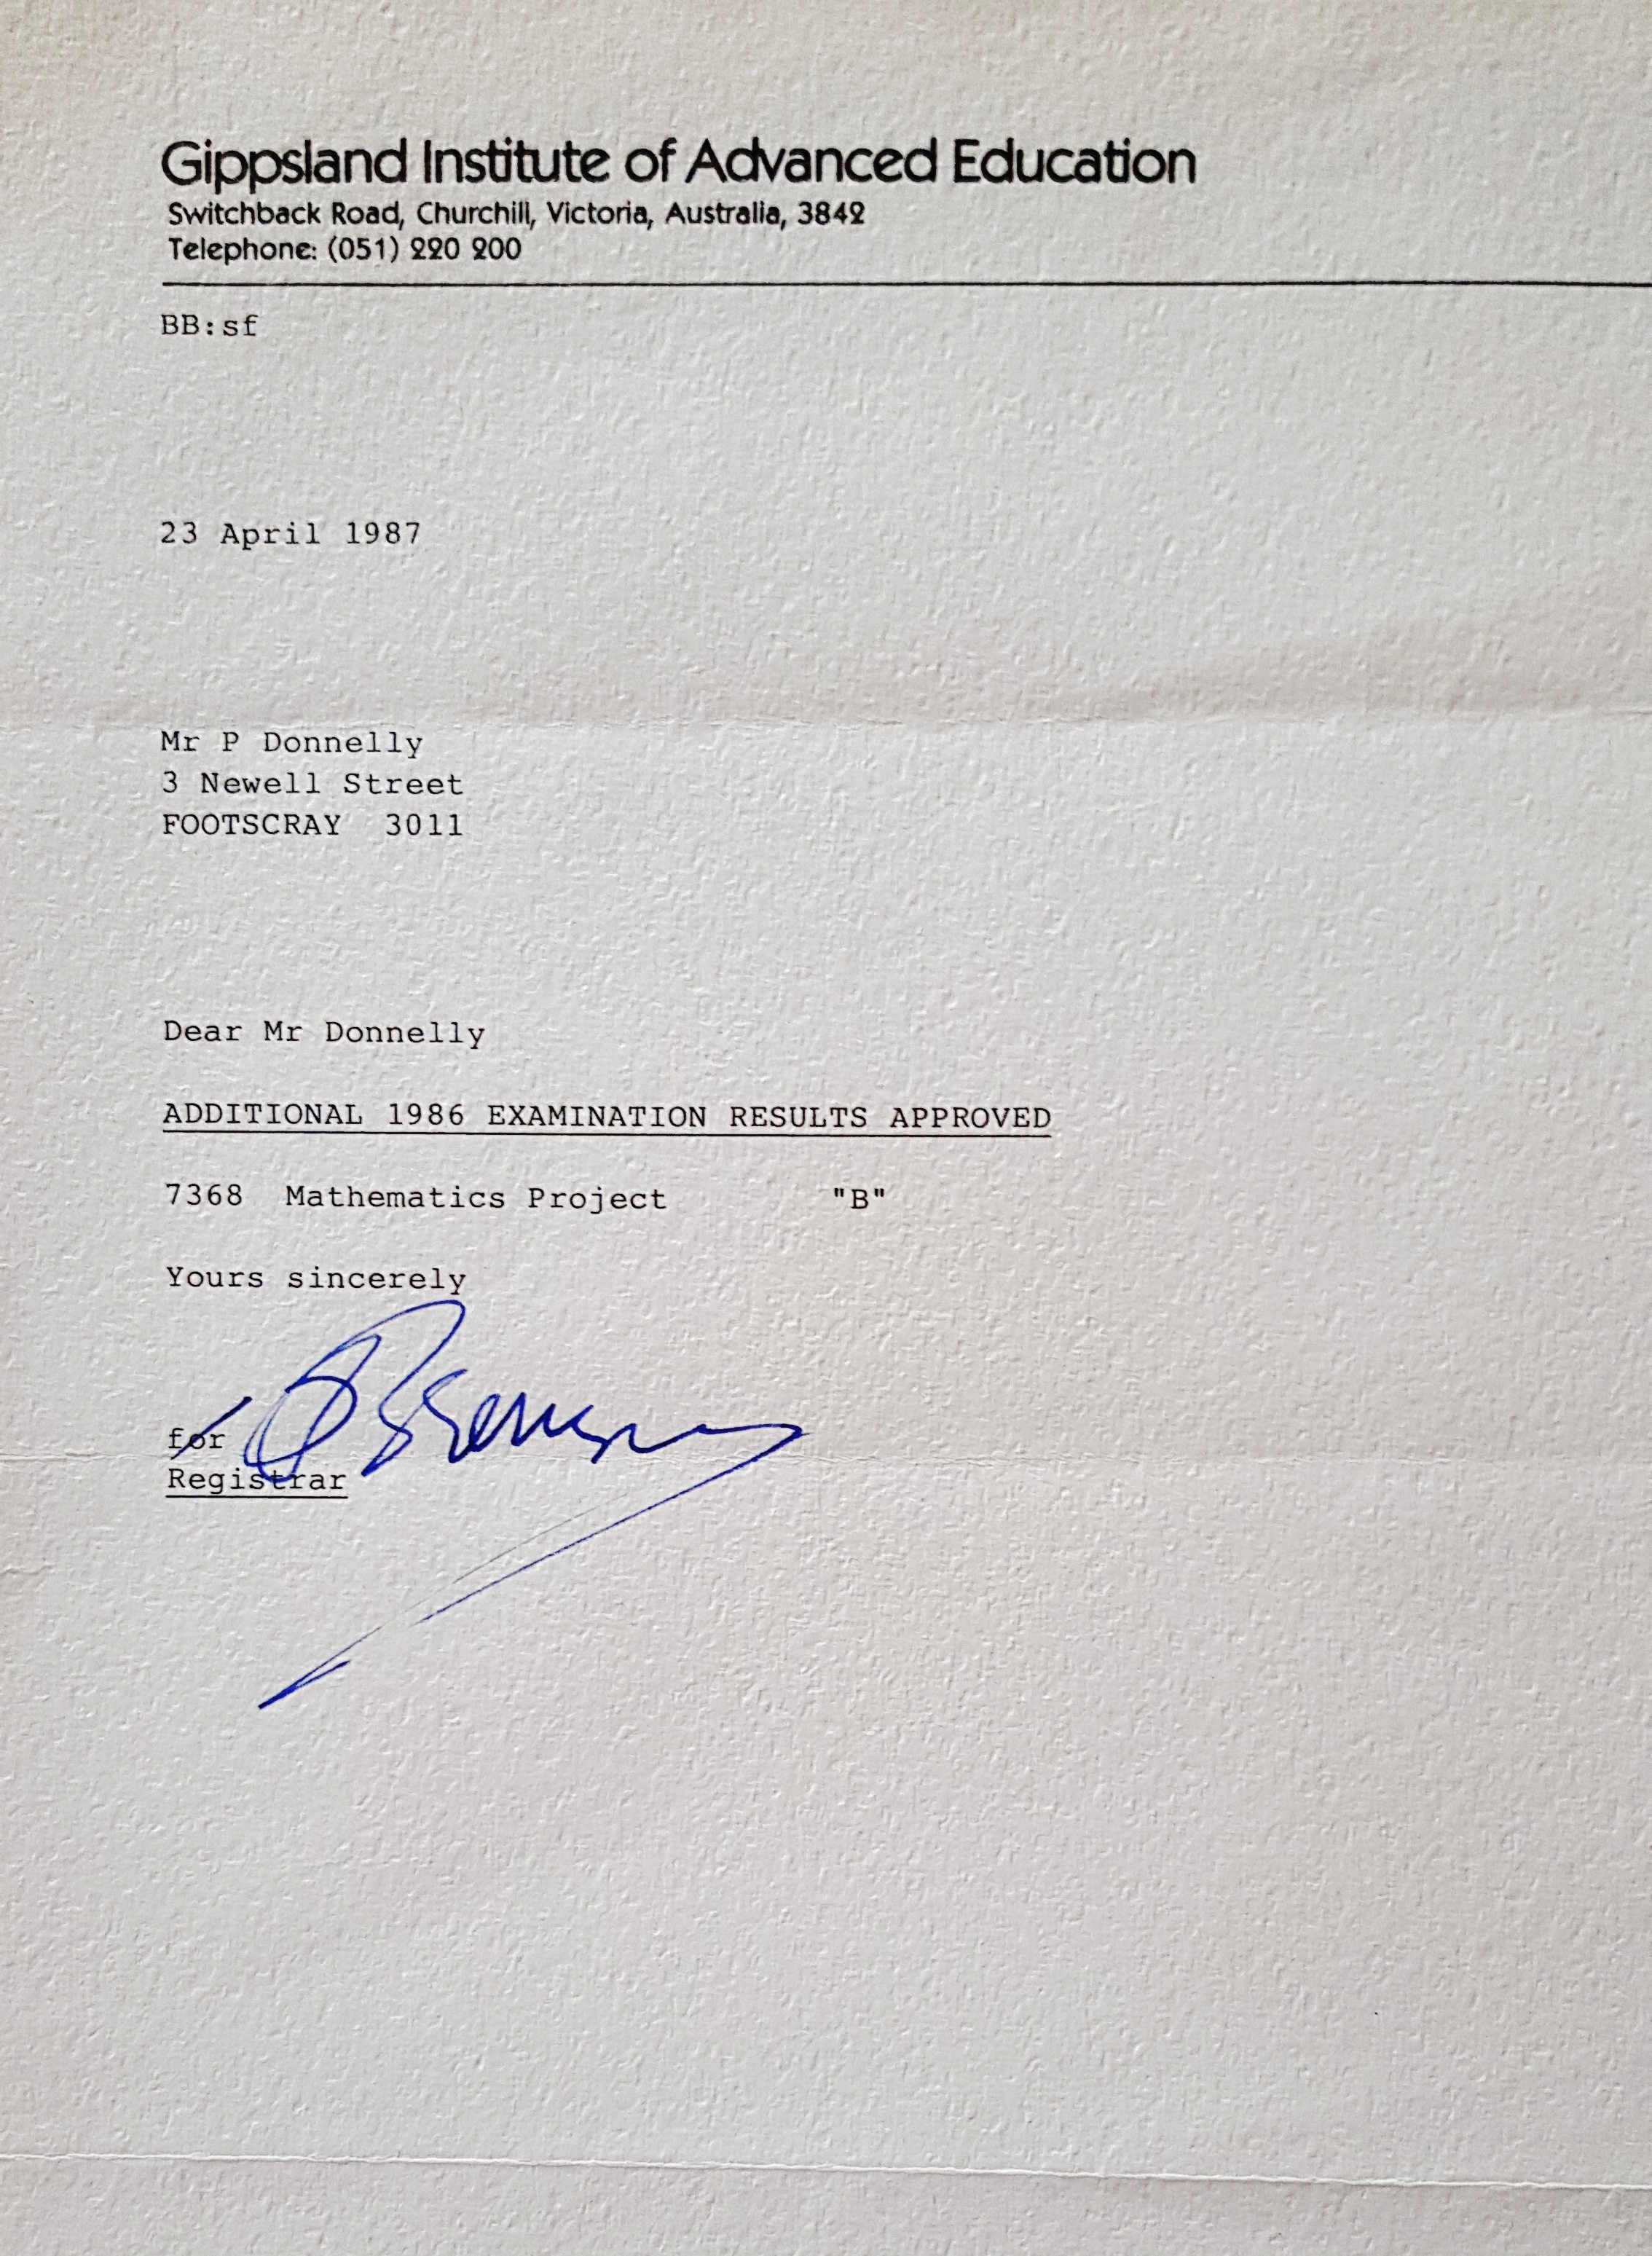 Gippsland Institute of Advanced Education
Switchback Road, Churchill, Victoria, Australia, 3842
Telephone: (051) 220 200
BB:sf
23 April 1987
Mr P Donnelly
3 Newell Street
FOOTSCRAY 3011
Dear Mr Donnelly
ADDITIONAL 1986 EXAMINATION RESULTS APPROVED
7368 Mathematics Project "B"
Yours sincerely
for
Registrar